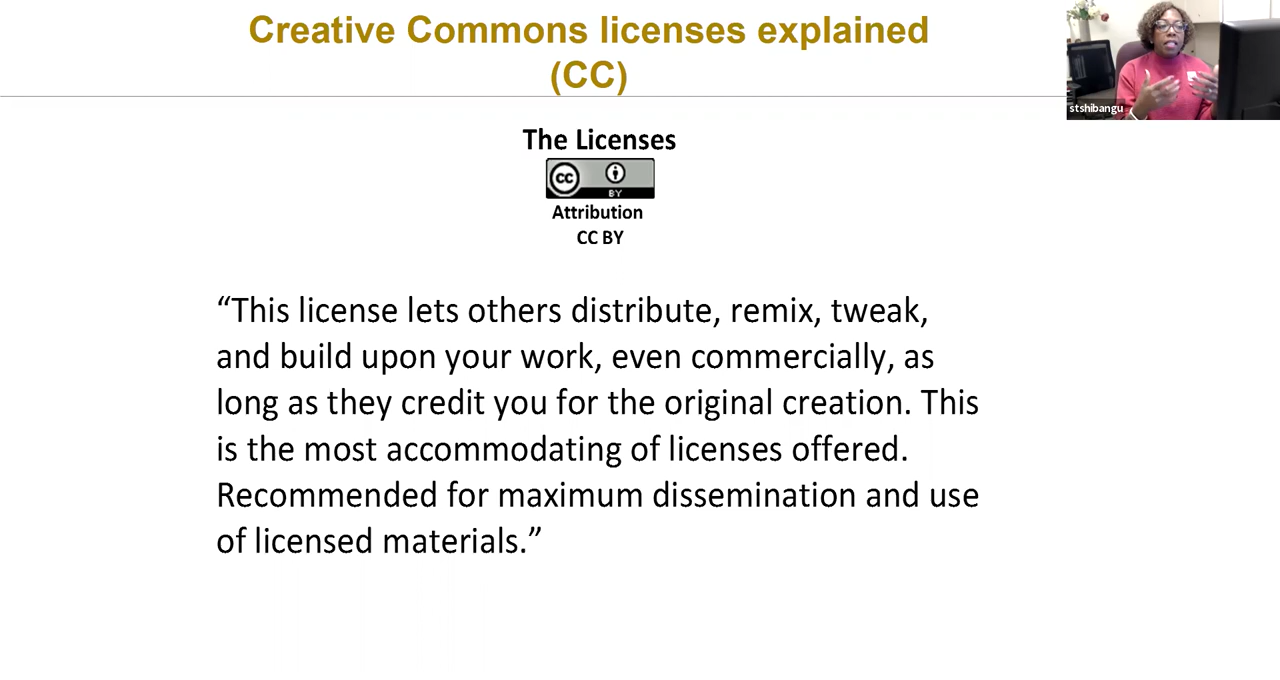 Creative Commons licenses explained
(CC)
stshibangu
The Licenses
CC BY
Attribution
CC BY
“This license lets others distribute, remix, tweak,
and build upon your work, even commercially, as
long as they credit you for the original creation. This
is the most accommodating of licenses offered.
Recommended for maximum dissemination and use
of licensed materials.”